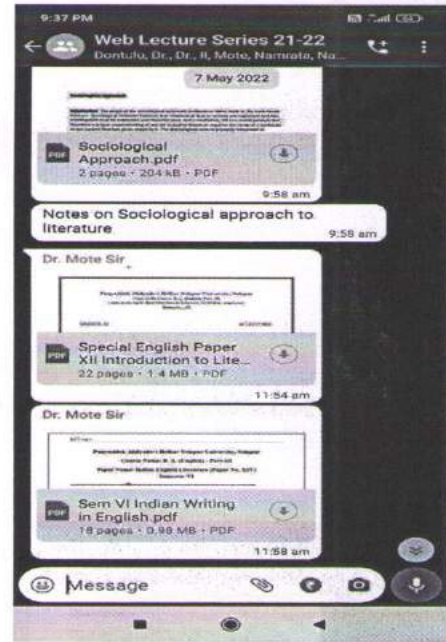 9:37 PM
Web Lecture Series 21-22
Dontulu, Dr., Dr., II, Mote, Namrata, Na...
7 May 2022
Sociological
Approach.pdf
2 pages • 204 kB • PDF
9:58 am
Notes on Sociological approach to
literature
9:58 am
Dr. Mote Sir
Special English Paper
XII Introduction to Lite...
22 pages • 1.4 MB • PDF
11:54 am
Dr. Mote Sir
Sem VI Indian Writing
in English.pdf
18 pages • 0.98 MB • PDF
11:58 am
Message